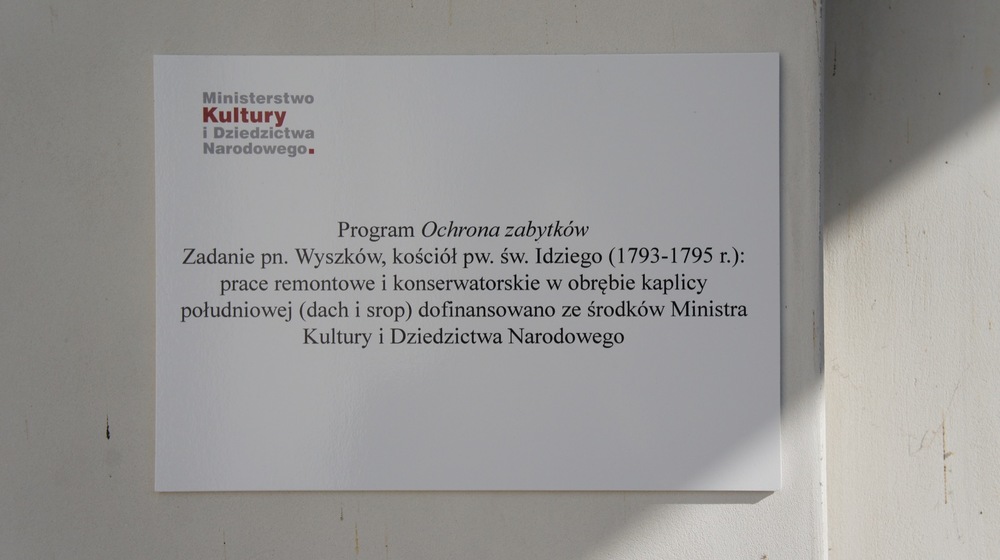 Ministerstwo
Kultury
i Dziedzictwa
Narodowego.
Program Ochrona zabytków
Zadanie pn. Wyszków, kościół pw. św. Idziego (1793-1795 r.):
prace remontowe i konserwatorskie w obrębie kaplicy
południowej (dach i srop) dofinansowano ze środków Ministra
Kultury i Dziedzictwa Narodowego